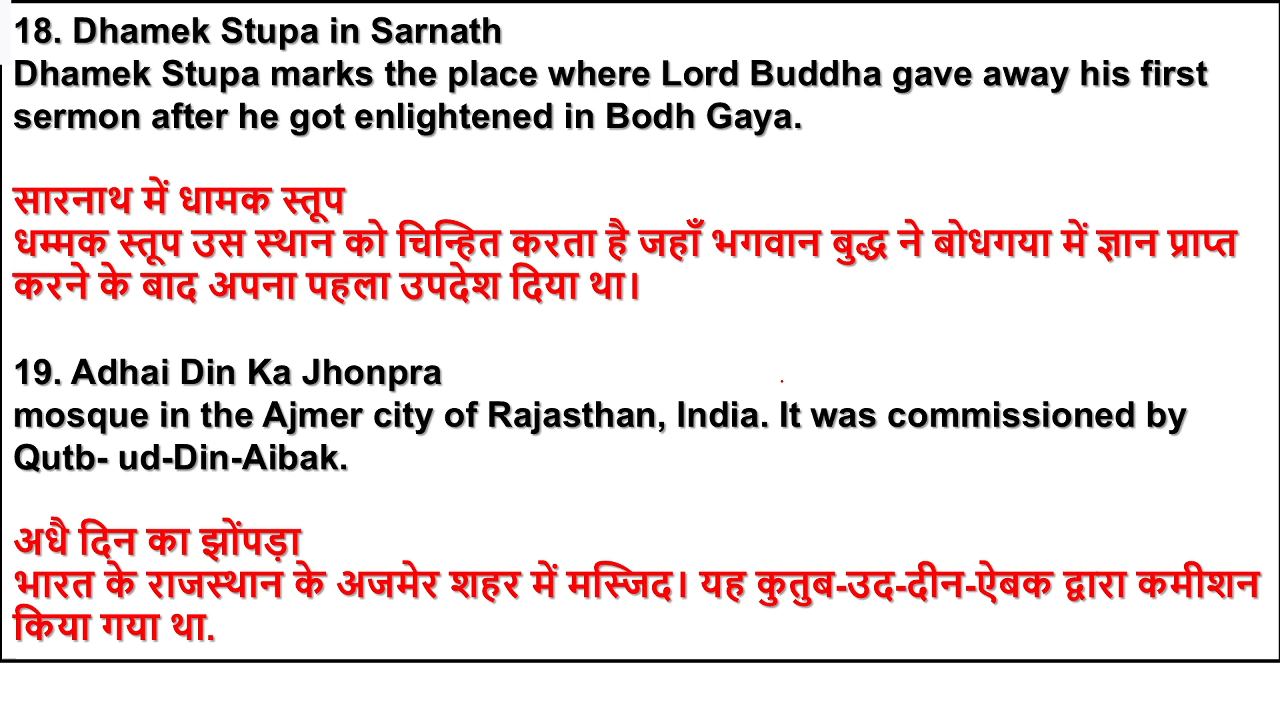 18. Dhamek Stupa in Sarnath
Dhamek Stupa marks the place where Lord Buddha gave away his first
sermon after he got enlightened in Bodh Gaya.
सारनाथ में धामक स्तूप
धम्मक स्तूप उस स्थान को चिन्हित करता है जहाँ भगवान बुद्ध ने बोधगया में ज्ञान प्राप्त
करने के बाद अपना पहला उपदेश दिया था।
19. Adhai Din Ka Jhonpra
mosque in the Ajmer city of Rajasthan, India. It was commissioned by
Qutb- ud-Din-Aibak.
अधै दिन का झोंपड़ा
भारत के राजस्थान के अजमेर शहर में मस्जिद। यह कुतुब-उद-दीन-ऐबक द्वारा कमीशन
किया गया था.